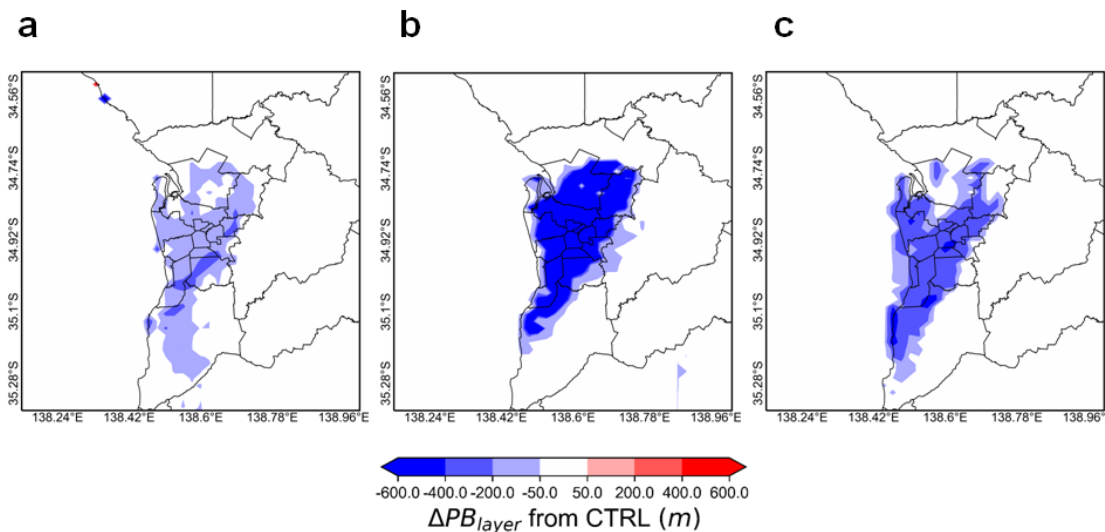 a b c
34.56°S 34.56°S 34.56°S
34.74°S 34.74°S 34.74°S
34.92°S 34.92°S 34.92°S
35.1°S 35.1°S 35.1°S
35.28°S 35.28°S 35.28°S
138.24°E 138.42°E 138.6°E 138.78°E 138.96°E 138.24°E 138.42°E 138.6°E 138.78°E 138.96°E 138.24°E 138.42°E 138.6°E 138.78°E 138.96°E
-600.0 -400.0 -200.0 -50.0 50.0 200.0 400.0 600.0
ΔPB_layer from CTRL (m)